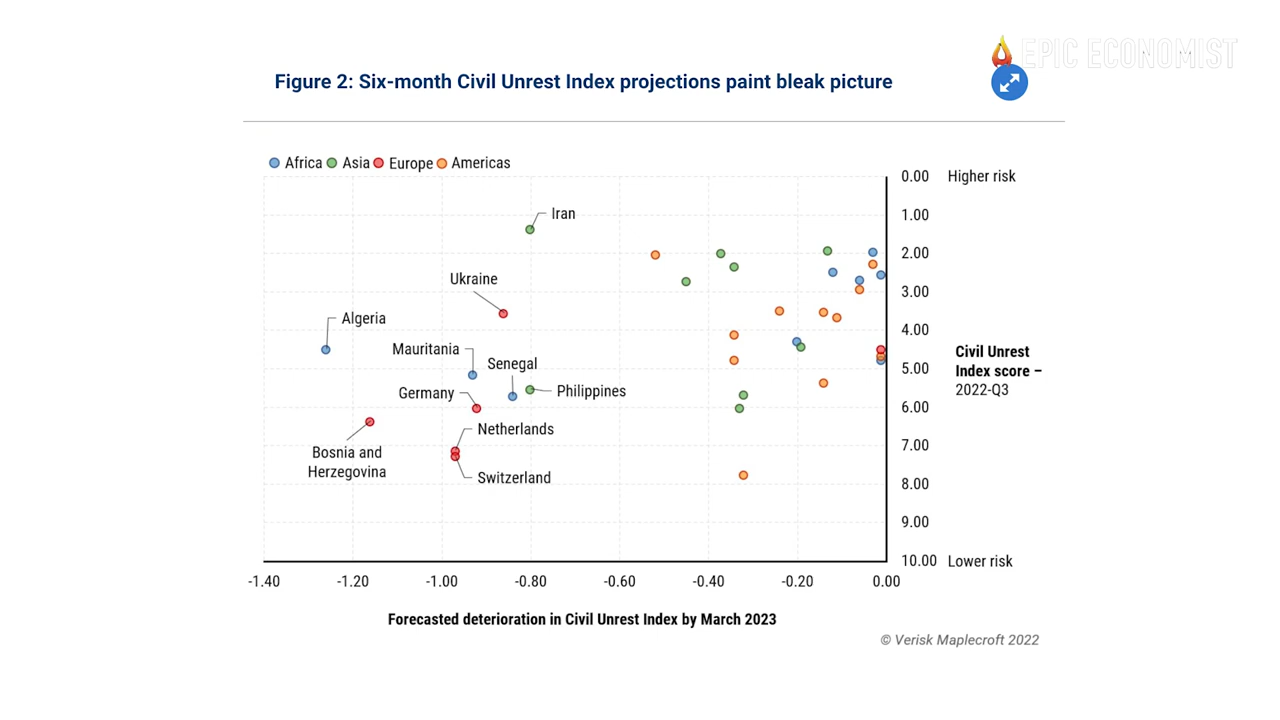 EPIC ECONOMIST
Figure 2: Six-month Civil Unrest Index projections paint bleak picture
Africa Asia Europe Americas
0.00 Higher risk
1.00
2.00
3.00
4.00
5.00
6.00
7.00
8.00
9.00
10.00 Lower risk
Iran
Ukraine
Algeria
Mauritania
Senegal
Germany
Philippines
Netherlands
Bosnia and
Herzegovina
Switzerland
Civil Unrest
Index score –
2022-Q3
-1.40 -1.20 -1.00 -0.80 -0.60 -0.40 -0.20 0.00
Forecasted deterioration in Civil Unrest Index by March 2023
© Verisk Maplecroft 2022